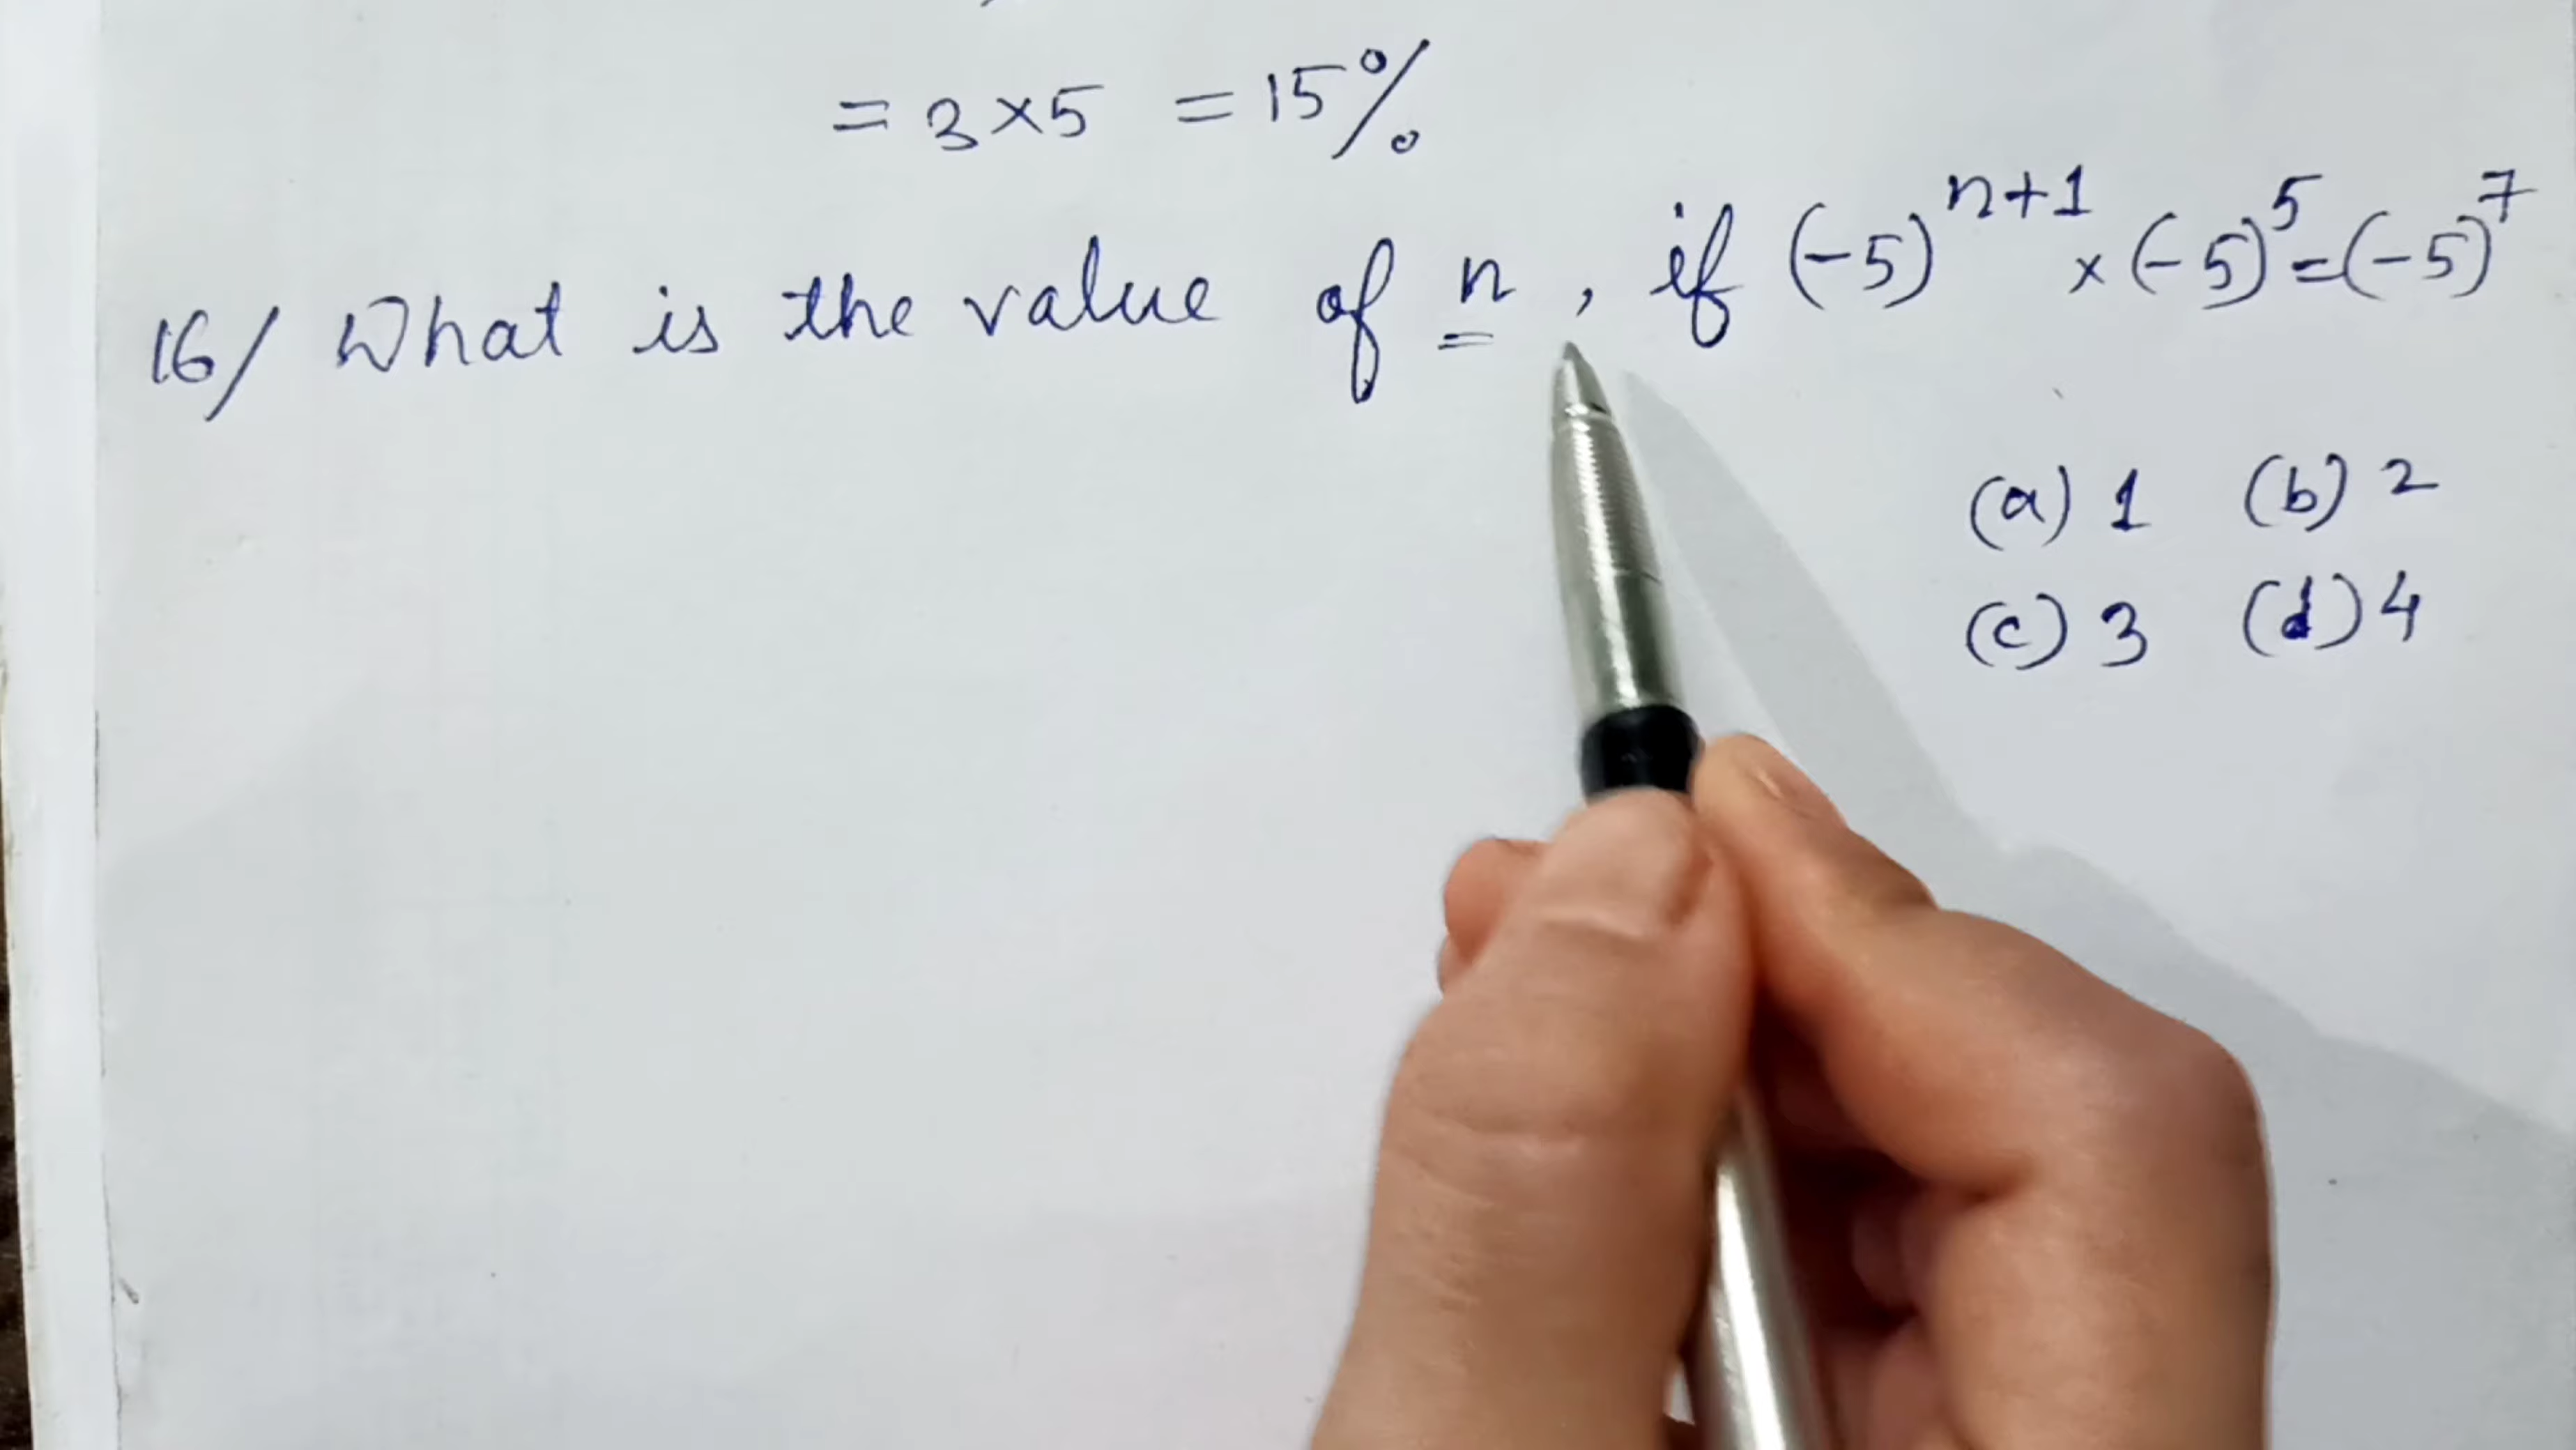 = 3 × 5 = 15%
16/ What is the value of n, if (-5)^{n+1} × (-5)^5 = (-5)^7
(a) 1 (b) 2
(c) 3 (d) 4